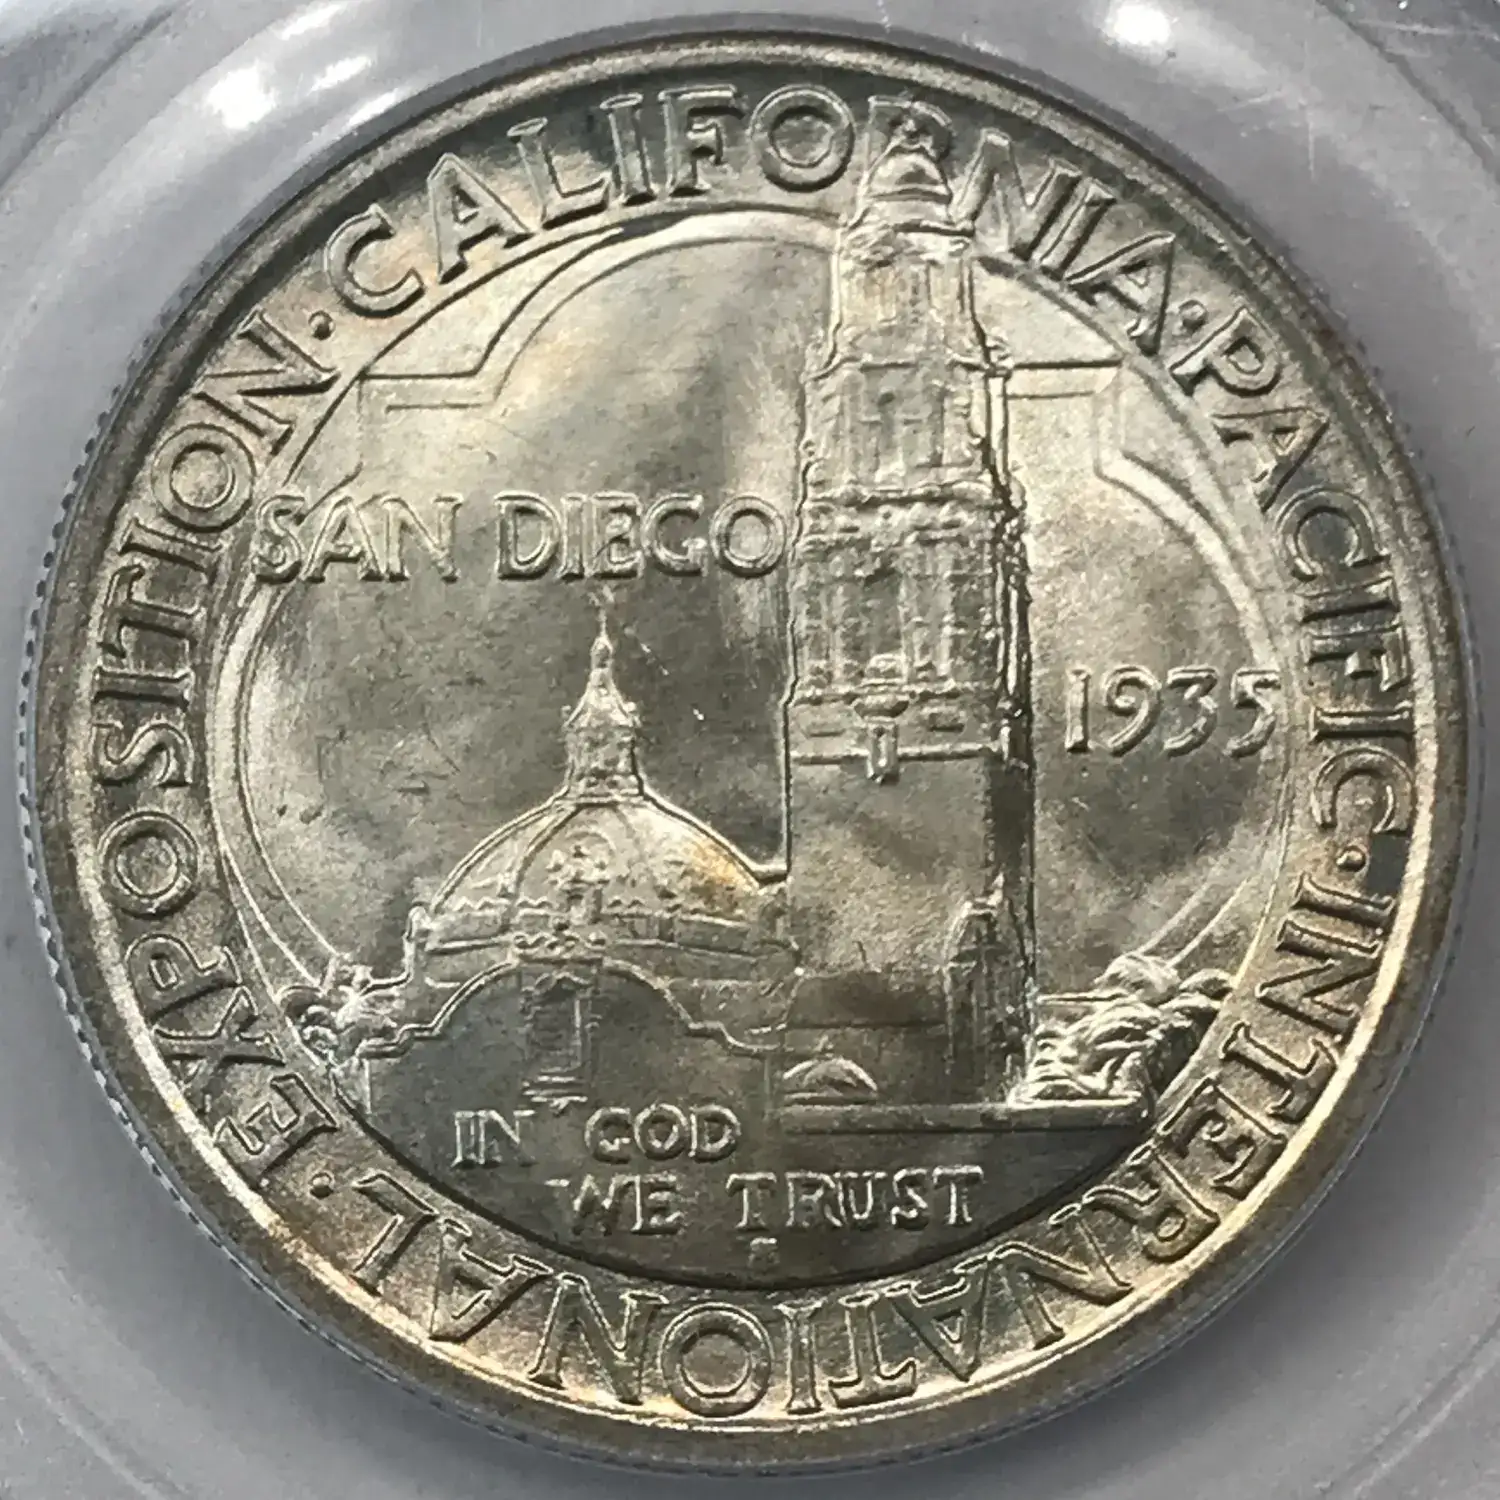 CALIFORNIA · PACIFIC · INTERNATIONAL · EXPOSITION ·
SAN DIEGO
1935
IN GOD
WE TRUST
S